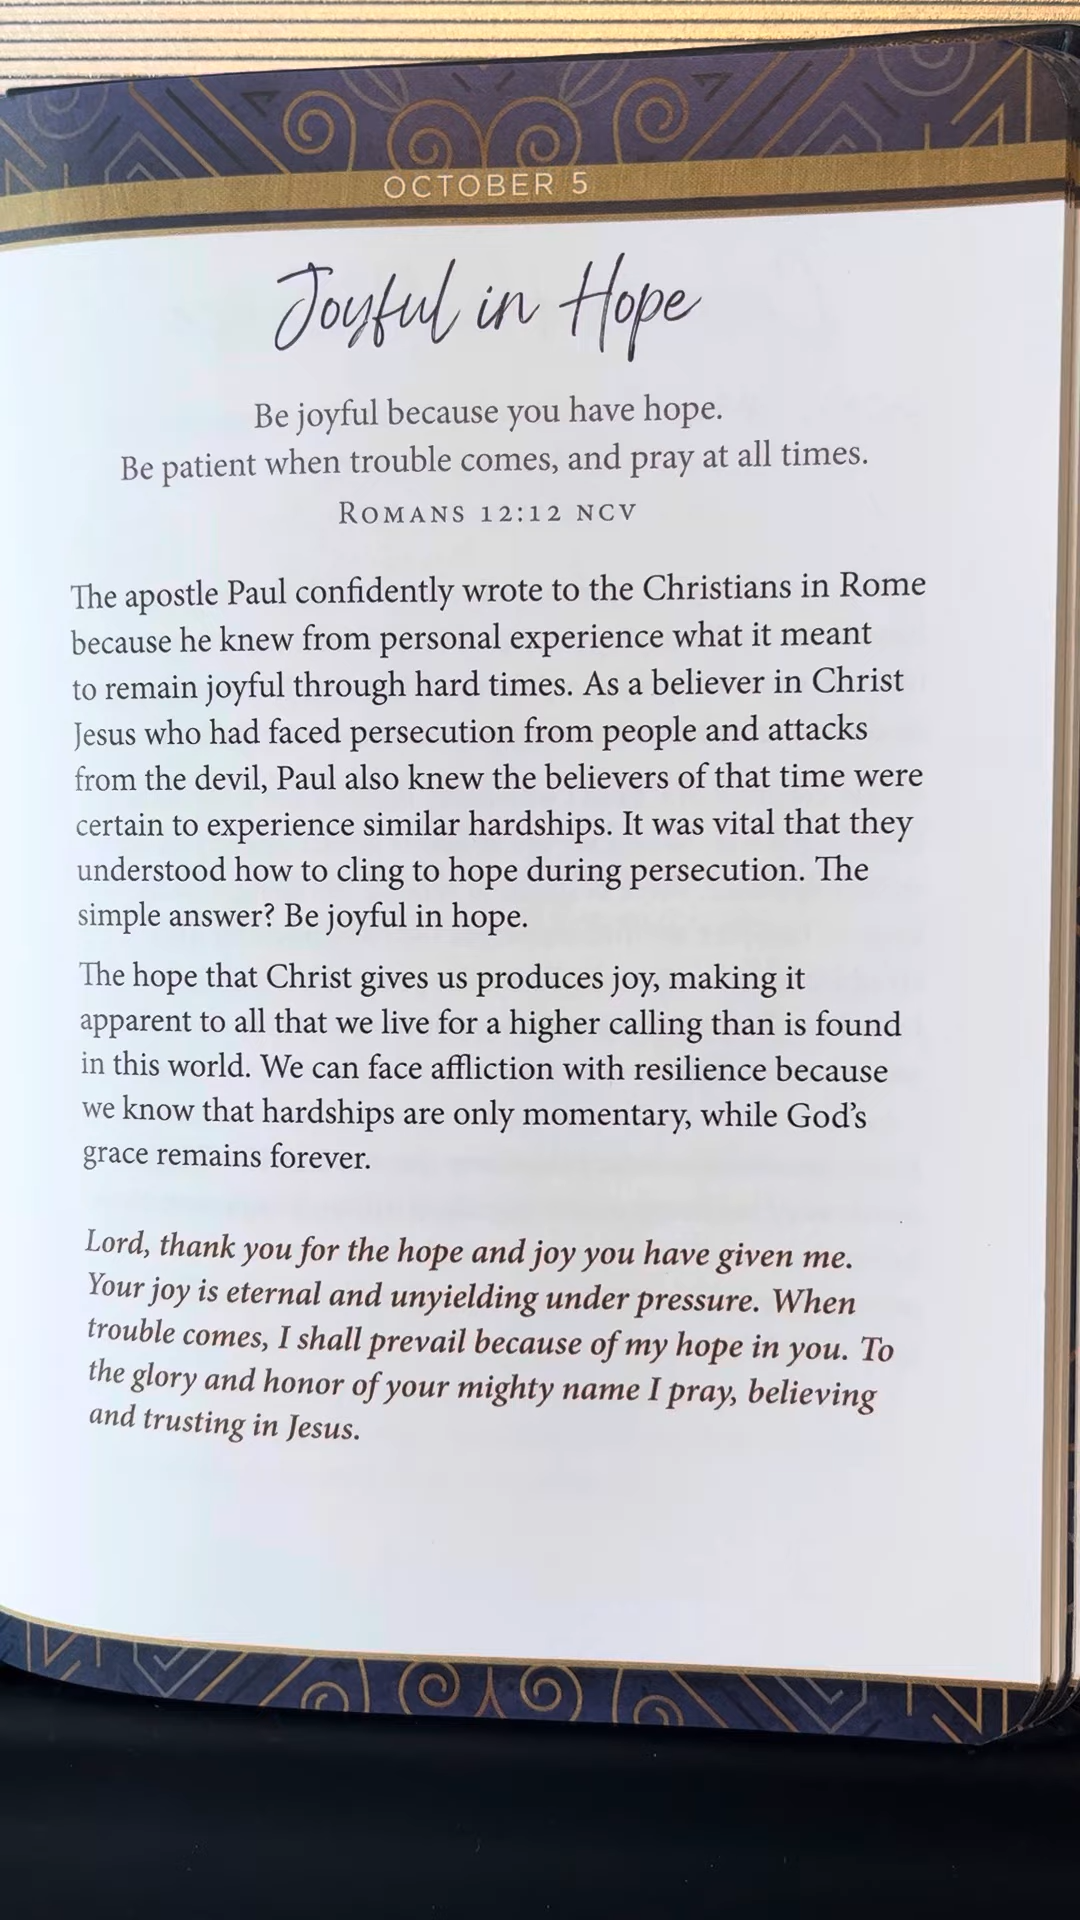 OCTOBER 5
Joyful in Hope
Be joyful because you have hope.
Be patient when trouble comes, and pray at all times.
ROMANS 12:12 NCV
The apostle Paul confidently wrote to the Christians in Rome
because he knew from personal experience what it meant
to remain joyful through hard times. As a believer in Christ
Jesus who had faced persecution from people and attacks
from the devil, Paul also knew the believers of that time were
certain to experience similar hardships. It was vital that they
understood how to cling to hope during persecution. The
simple answer? Be joyful in hope.
The hope that Christ gives us produces joy, making it
apparent to all that we live for a higher calling than is found
in this world. We can face affliction with resilience because
we know that hardships are only momentary, while God’s
grace remains forever.
Lord, thank you for the hope and joy you have given me.
Your joy is eternal and unyielding under pressure. When
trouble comes, I shall prevail because of my hope in you. To
the glory and honor of your mighty name I pray, believing
and trusting in Jesus.